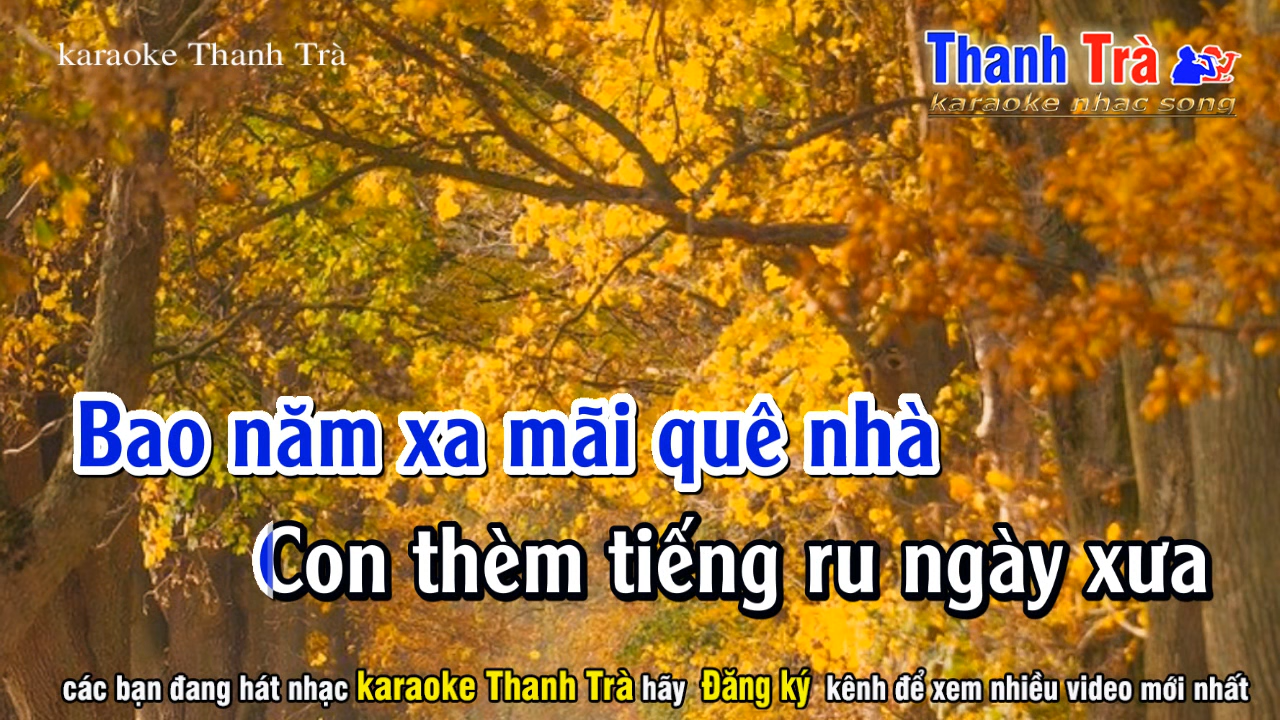 karaoke Thanh Trà
Thanh Trà
karaoke nhac song
Bao năm xa mãi quê nhà
Con thèm tiếng ru ngày xưa
các bạn đang hát nhạc karaoke Thanh Trà hãy Đăng ký kênh để xem nhiều video mới nhất